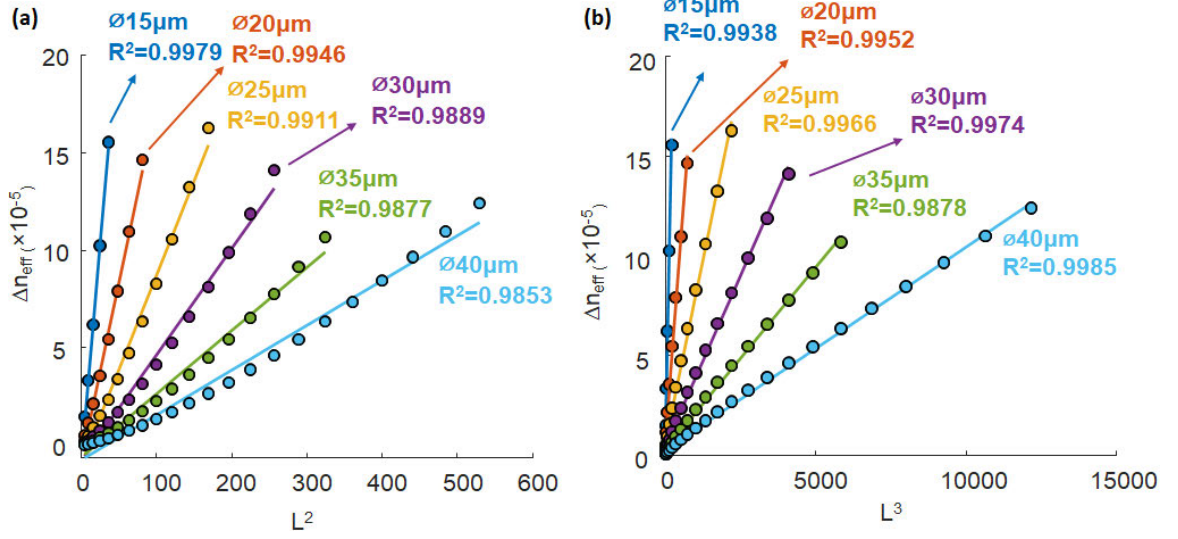 (a)
Ø15μm
R²=0.9979
Ø20μm
R²=0.9946
Ø25μm
R²=0.9911
Ø30μm
R²=0.9889
Ø35μm
R²=0.9877
Ø40μm
R²=0.9853
20
15
10
5
0
Δn_eff (×10⁻⁵)
0 100 200 300 400 500 600
L²
(b)
Ø15μm
R²=0.9938
Ø20μm
R²=0.9952
Ø25μm
R²=0.9966
Ø30μm
R²=0.9974
Ø35μm
R²=0.9878
Ø40μm
R²=0.9985
20
15
10
5
0
Δn_eff (×10⁻⁵)
0 5000 10000 15000
L³